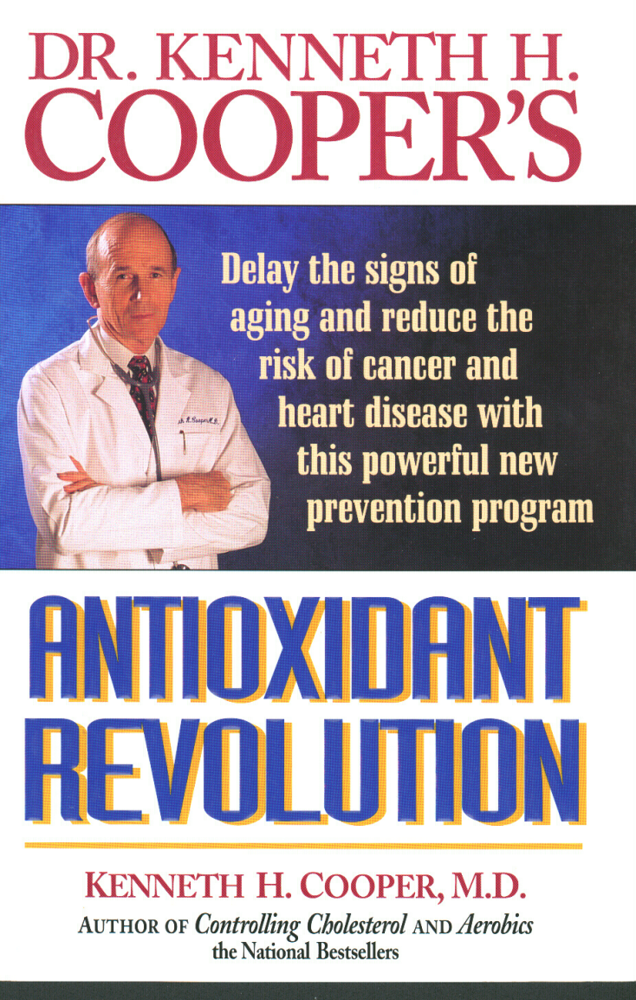 DR. KENNETH H.
COOPER'S
Delay the signs of
aging and reduce the
risk of cancer and
heart disease with
this powerful new
prevention program
ANTIOXIDANT
REVOLUTION
KENNETH H. COOPER, M.D.
AUTHOR OF Controlling Cholesterol AND Aerobics
the National Bestsellers